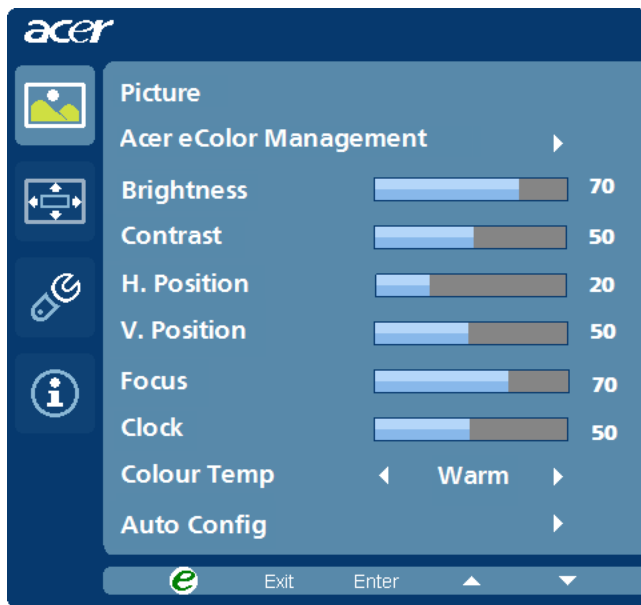 acer
Picture
Acer eColor Management
Brightness 70
Contrast 50
H. Position 20
V. Position 50
Focus 70
Clock 50
Colour Temp Warm
Auto Config
e Exit Enter